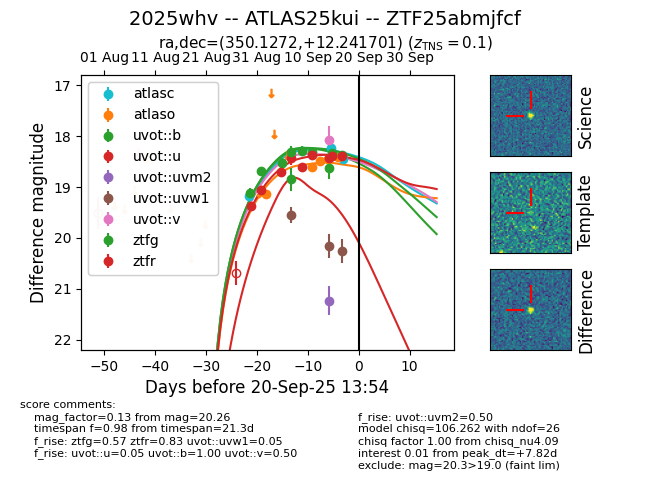 2025whv -- ATLAS25kui -- ZTF25abmjfcf
ra,dec=(350.1272,+12.241701) (z_TNS = 0.1)
01 Aug 11 Aug 21 Aug 31 Aug 10 Sep 20 Sep 30 Sep
Difference magnitude
17
18
19
20
21
22
atlasc
atlaso
uvot::b
uvot::u
uvot::uvm2
uvot::uvw1
uvot::v
ztfg
ztfr
−50 −40 −30 −20 −10 0 10
Days before 20-Sep-25 13:54
Science
Template
Difference
score comments:
mag_factor=0.13 from mag=20.26
timespan f=0.98 from timespan=21.3d
f_rise: ztfg=0.57 ztfr=0.83 uvot::uvw1=0.05
f_rise: uvot::u=0.05 uvot::b=1.00 uvot::v=0.50
f_rise: uvot::uvm2=0.50
model chisq=106.262 with ndof=26
chisq factor 1.00 from chisq_nu4.09
interest 0.01 from peak_dt=+7.82d
exclude: mag=20.3>19.0 (faint lim)